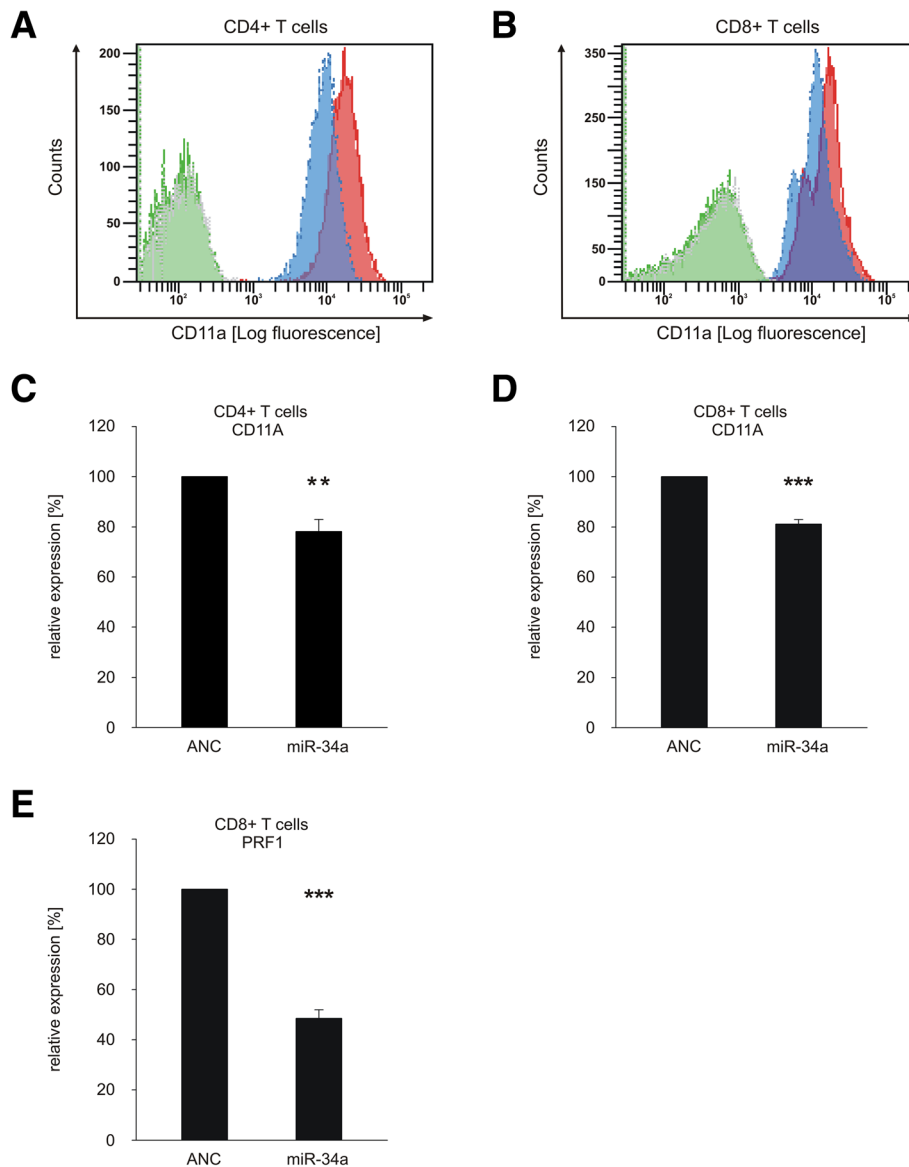 A
CD4+ T cells
200
150
100
50
0
10²
10³
10⁴
10⁵
Counts
CD11a [Log fluorescence]
B
CD8+ T cells
350
250
150
50
0
10²
10³
10⁴
10⁵
Counts
CD11a [Log fluorescence]
C
CD4+ T cells
CD11A
120
100
80
60
40
20
0
relative expression [%]
**
ANC
miR-34a
D
CD8+ T cells
CD11A
120
100
80
60
40
20
0
relative expression [%]
***
ANC
miR-34a
E
CD8+ T cells
PRF1
120
100
80
60
40
20
0
relative expression [%]
***
ANC
miR-34a